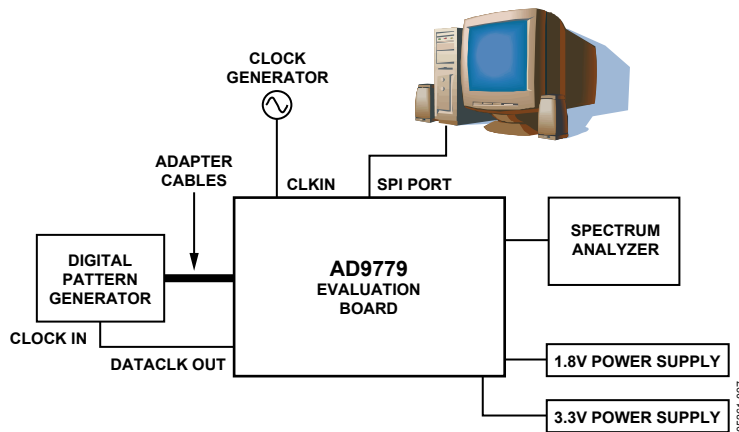 CLOCK
GENERATOR
ADAPTER
CABLES
CLKIN
SPI PORT
DIGITAL
PATTERN
GENERATOR
AD9779
EVALUATION
BOARD
SPECTRUM
ANALYZER
CLOCK IN
DATACLK OUT
1.8V POWER SUPPLY
3.3V POWER SUPPLY